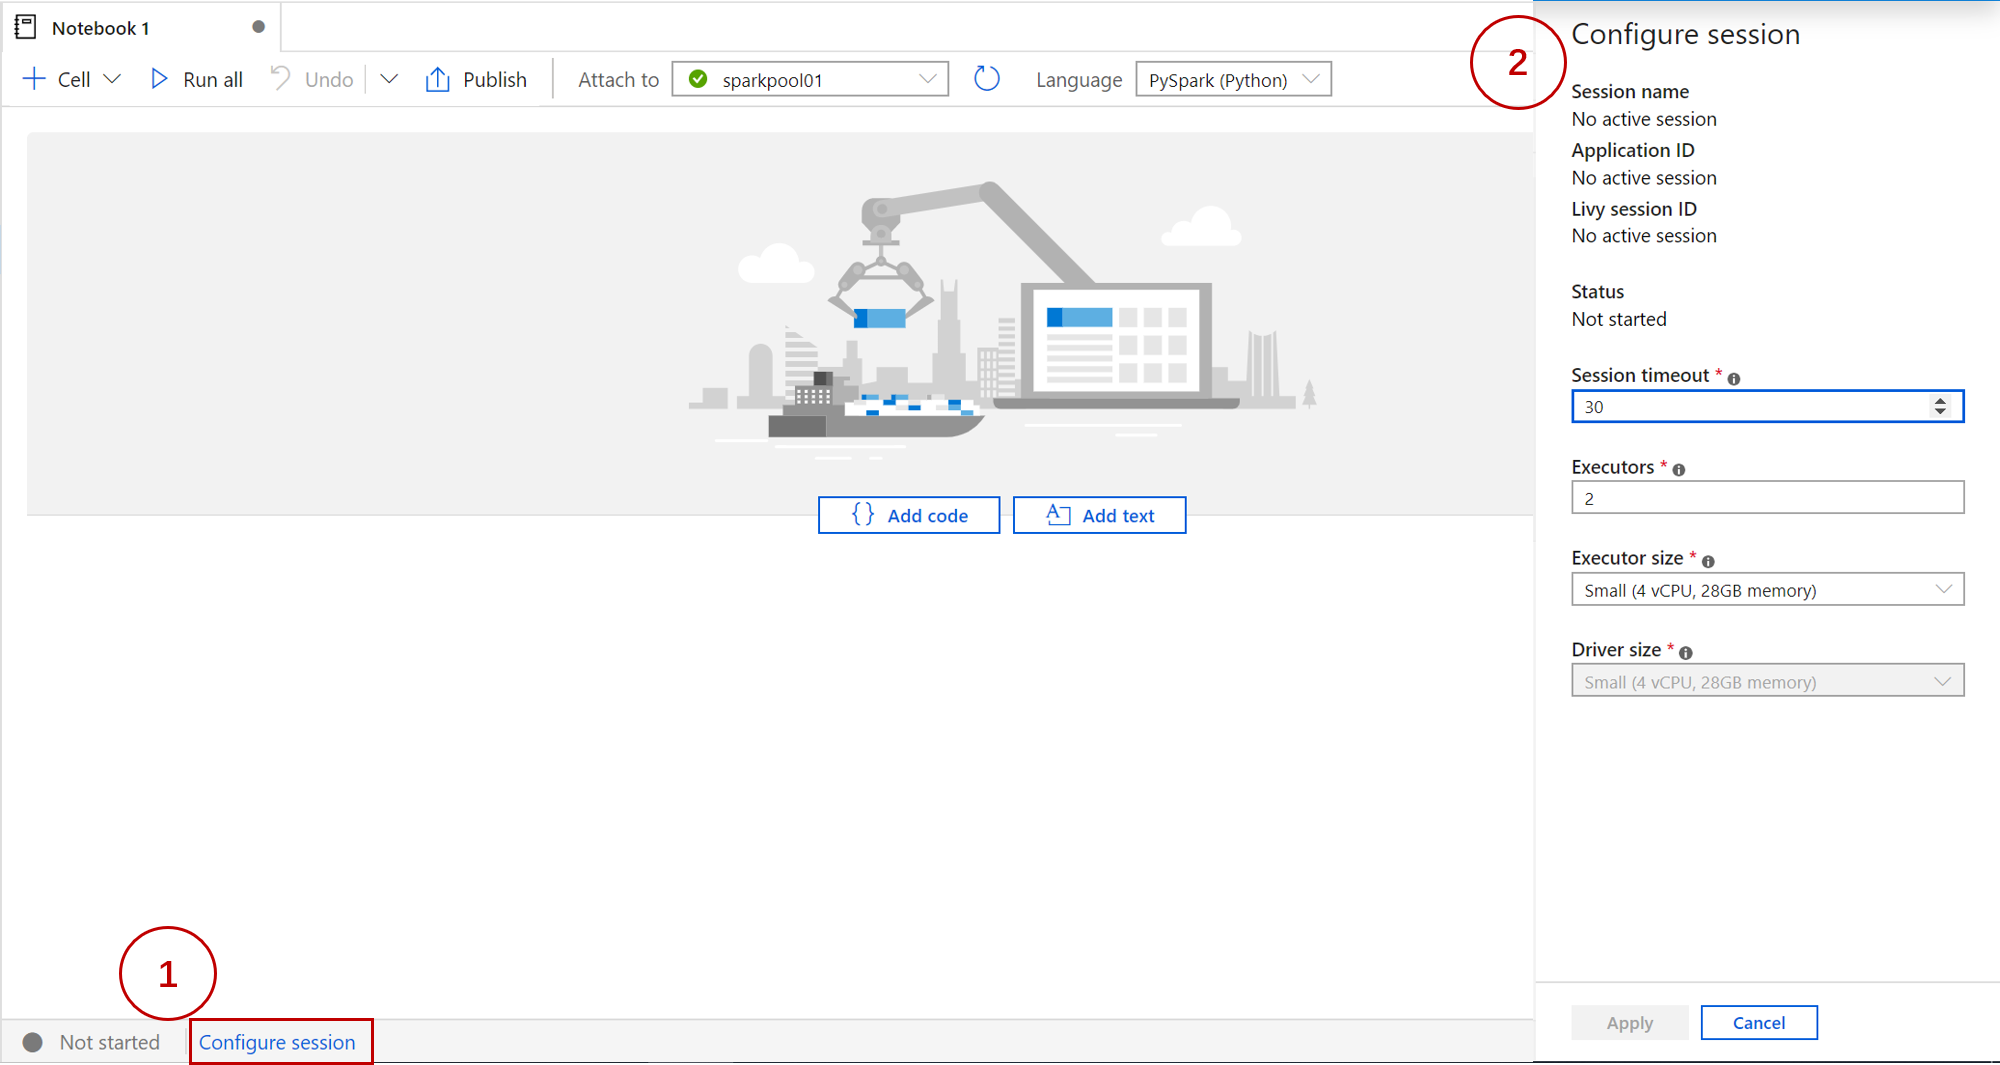 Notebook 1
Cell
Run all
Undo
Publish
Attach to
sparkpool01
Language
PySpark (Python)
2
Configure session
Session name
No active session
Application ID
No active session
Livy session ID
No active session
Status
Not started
Session timeout *
30
Executors *
2
Executor size *
Small (4 vCPU, 28GB memory)
Driver size *
Small (4 vCPU, 28GB memory)
{} Add code
A Add text
1
Not started
Configure session
Apply
Cancel